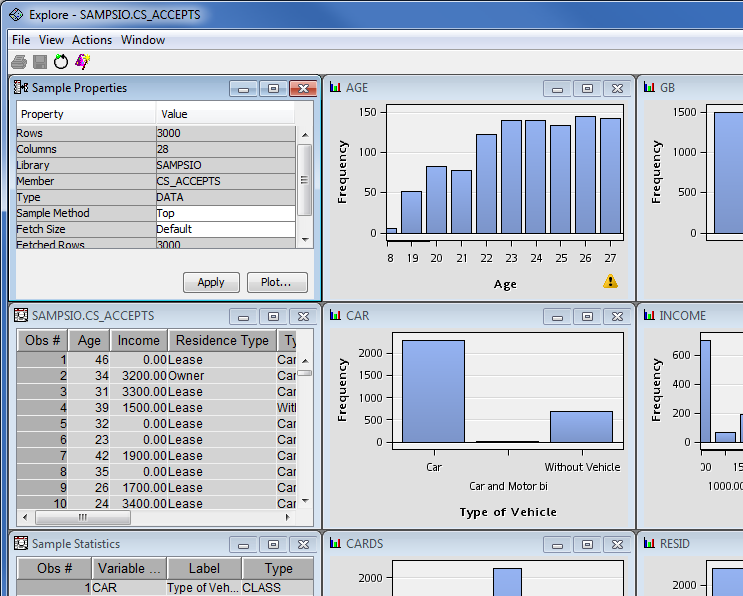 Explore - SAMPSIO.CS_ACCEPTS
File View Actions Window
Sample Properties
Property Value
Rows 3000
Columns 28
Library SAMPSIO
Member CS_ACCEPTS
Type DATA
Sample Method Top
Fetch Size Default
Fetched Rows 3000
Apply Plot...
AGE
Frequency
150
100
50
0
8 19 20 21 22 23 24 25 26 27
Age
GB
Frequency
1500
1000
500
0
SAMPSIO.CS_ACCEPTS
Obs # Age Income Residence Type Ty
1 46 0.00 Lease Car
2 34 3200.00 Owner Car
3 31 3300.00 Lease Car
4 39 1500.00 Lease Wit
5 32 0.00 Lease Car
6 23 0.00 Lease Car
7 42 1900.00 Lease Car
8 35 0.00 Lease Car
9 26 1700.00 Lease Car
10 24 3400.00 Lease Car
CAR
Frequency
2000
1500
1000
500
0
Car Without Vehicle
Car and Motor bi
Type of Vehicle
INCOME
Frequency
600
400
200
0
00 15
1000.00
Sample Statistics
Obs # Variable ... Label Type
1 CAR Type of Veh... CLASS
CARDS
2000
RESID
2000